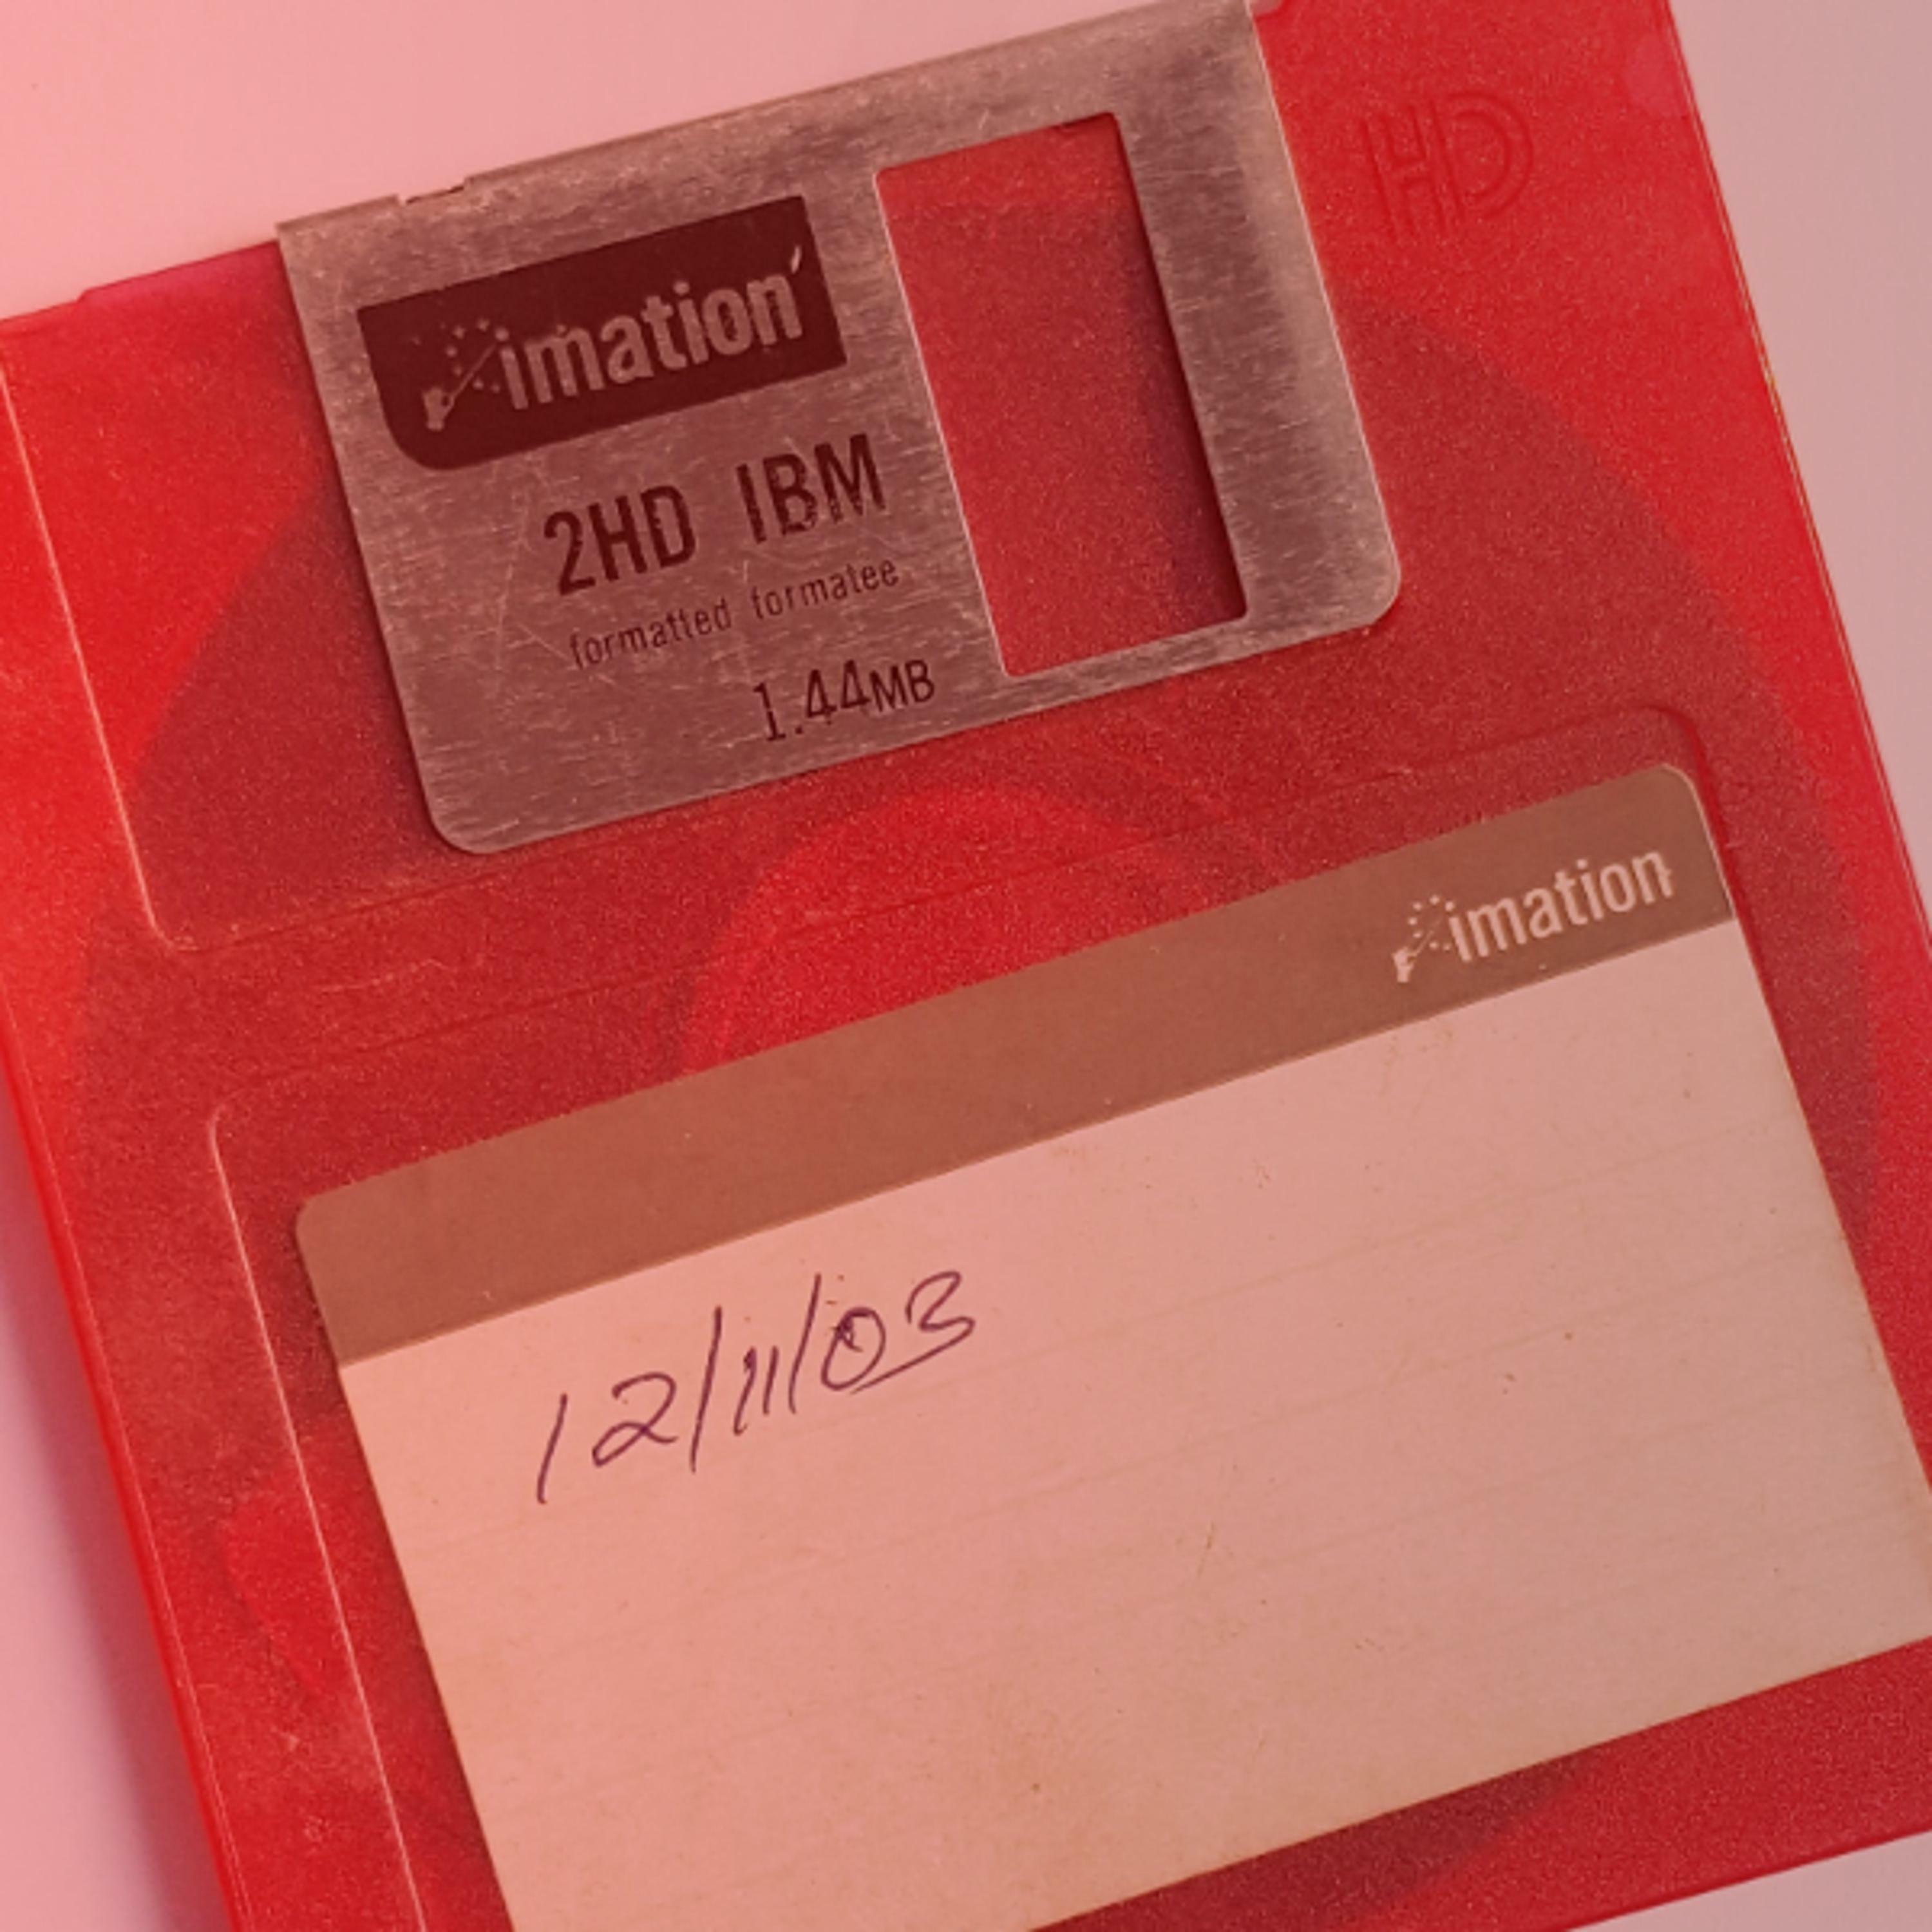 HD
imation
2HD IBM
formatted formatee
1.44MB
imation
12/11/03